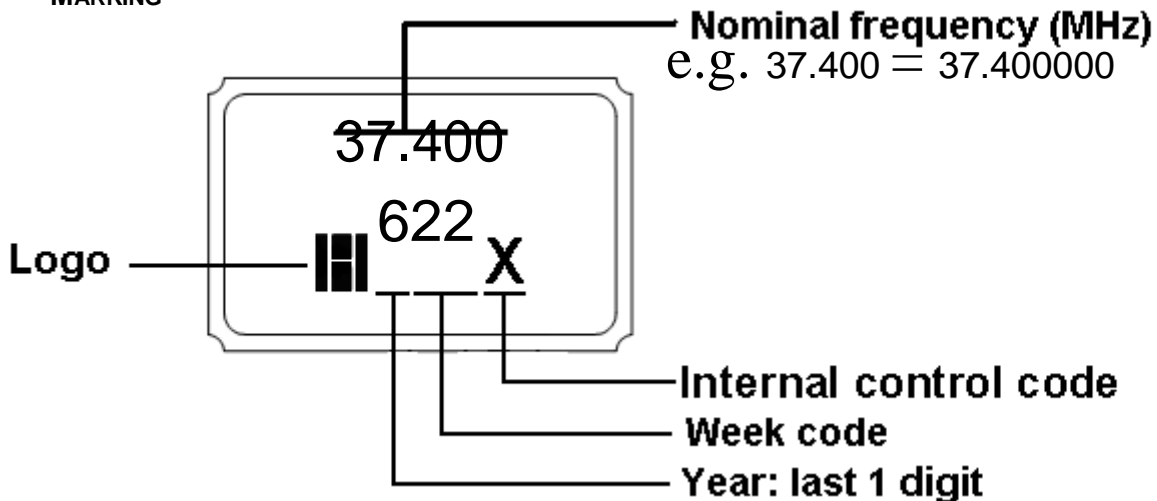 MARKING
Nominal frequency (MHz)
e.g. 37.400 = 37.400000
37.400
622
Logo
X
Internal control code
Week code
Year: last 1 digit